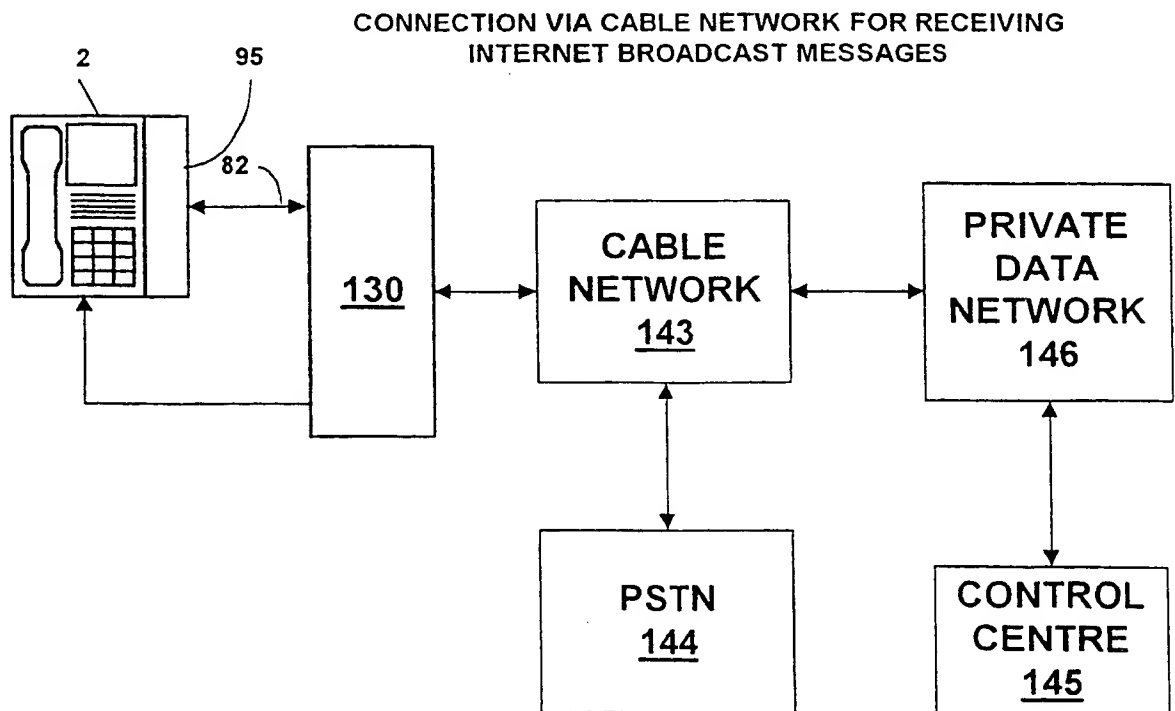 CONNECTION VIA CABLE NETWORK FOR RECEIVING
INTERNET BROADCAST MESSAGES
2
95
82
130
CABLE
NETWORK
143
PRIVATE
DATA
NETWORK
146
PSTN
144
CONTROL
CENTRE
145